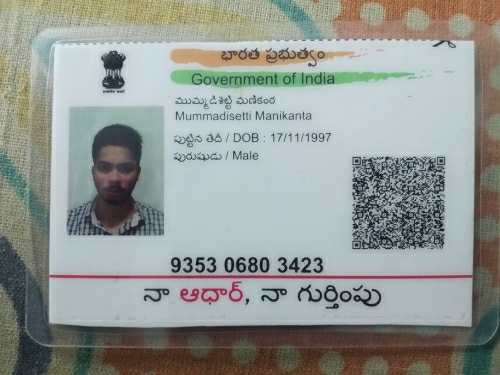 భారత ప్రభుత్వం
Government of India
ముమ్మడిశెట్టి మణికంఠ
Mummadisetti Manikanta
పుట్టిన తేదీ / DOB : 17/11/1997
పురుషుడు / Male
9353 0680 3423
నా ఆధార్, నా గుర్తింపు